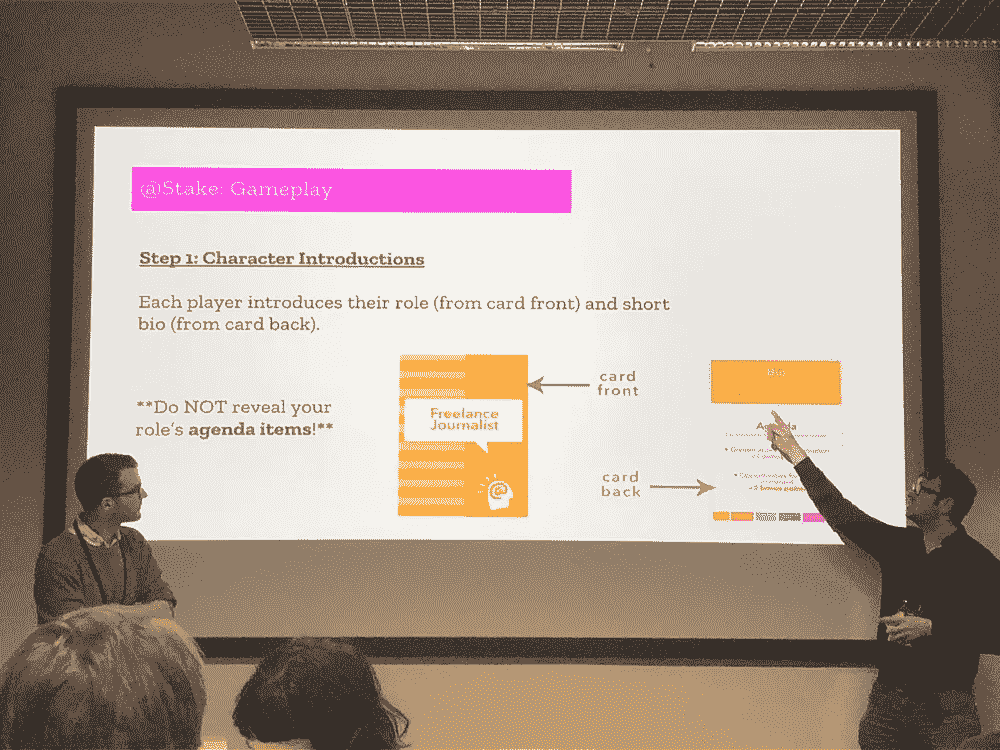 @Stake: Gameplay
Step 1: Character Introductions
Each player introduces their role (from card front) and short
bio (from card back).
**Do NOT reveal your
role's agenda items!**
Freelance
Journalist
card
front
card
back
Bio
Agenda